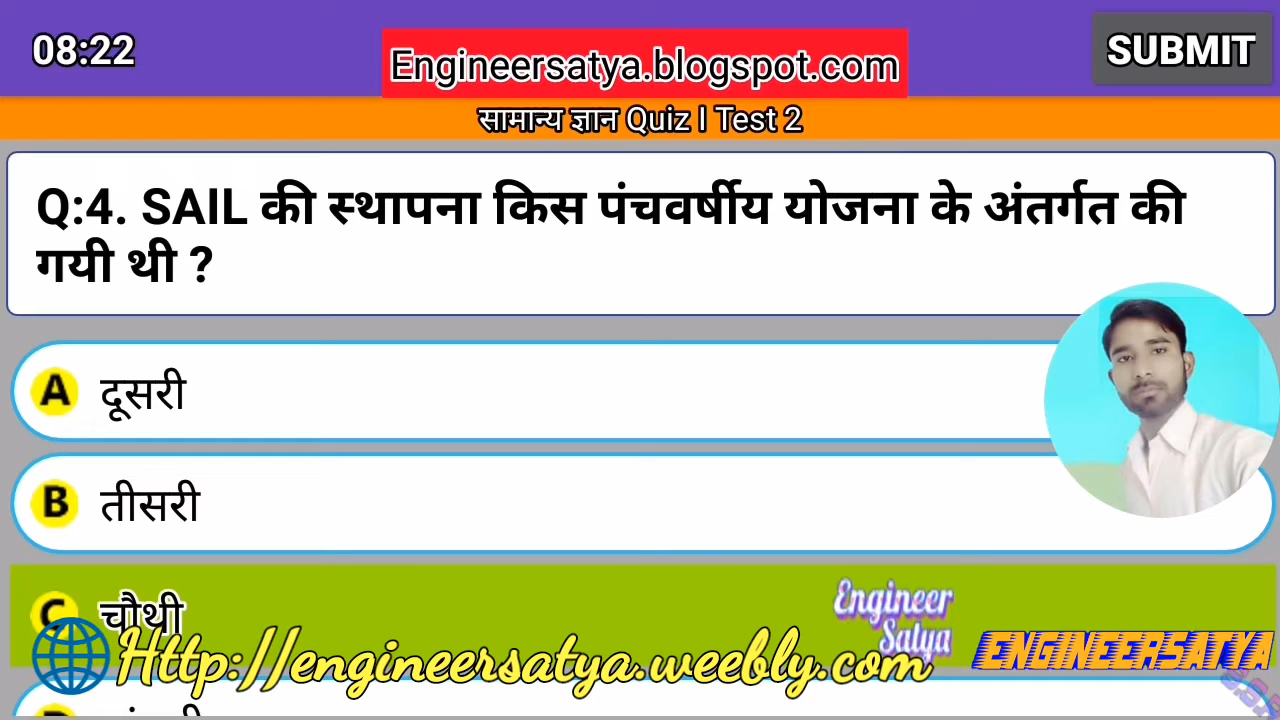 08:22
Engineersatya.blogspot.com
SUBMIT
सामान्य ज्ञान Quiz I Test 2
Q:4. SAIL की स्थापना किस पंचवर्षीय योजना के अंतर्गत की
गयी थी ?
A दूसरी
B तीसरी
C चौथी
Engineer
Satya
Http://engineersatya.weebly.com
ENGINEERSATYA